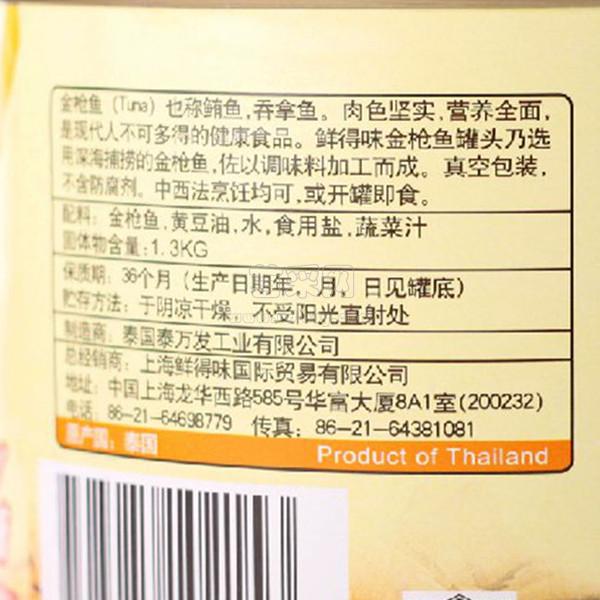 金枪鱼（Tuna）也称鲔鱼,吞拿鱼。肉色坚实,营养全面,
是现代人不可多得的健康食品。鲜得味金枪鱼罐头乃选
用深海捕捞的金枪鱼,佐以调味料加工而成。真空包装,
不含防腐剂。中西法烹饪均可,或开罐即食。
配料：金枪鱼,黄豆油,水,食用盐,蔬菜汁
固体物含量:1.3KG
保质期：36个月（生产日期年，月，日见罐底）
贮存方法：于阴凉干燥，不受阳光直射处
制造商：泰国泰万发工业有限公司
总经销商：上海鲜得味国际贸易有限公司
地址：中国上海龙华西路585号华富大厦8A1室(200232)
电话：86-21-64698779 传真：86-21-64381081
原产国：泰国 Product of Thailand